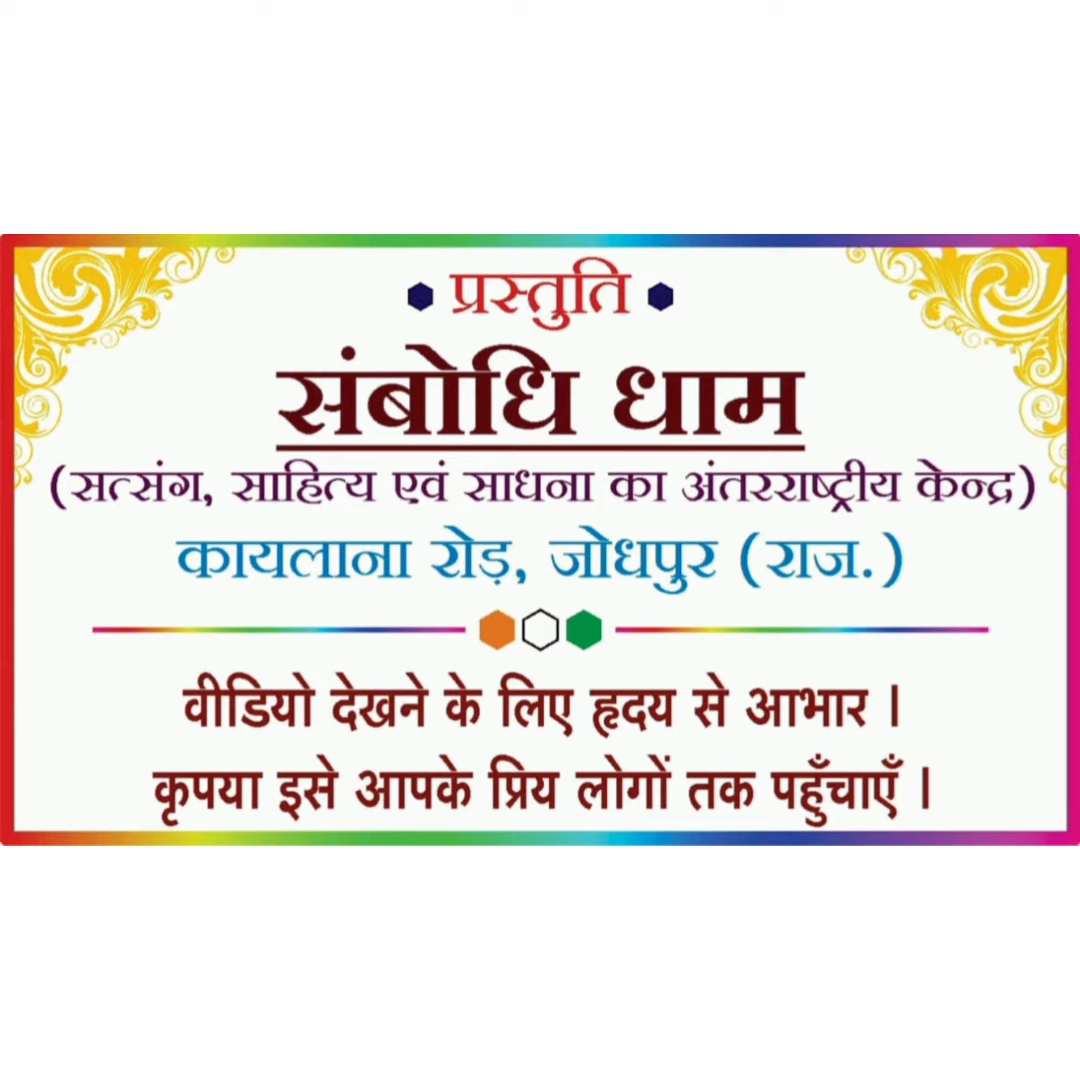 प्रस्तुति
संबोधि धाम
(सत्संग, साहित्य एवं साधना का अंतरराष्ट्रीय केन्द्र)
कायलाना रोड़, जोधपुर (राज.)
वीडियो देखने के लिए हृदय से आभार ।
कृपया इसे आपके प्रिय लोगों तक पहुँचाएँ ।